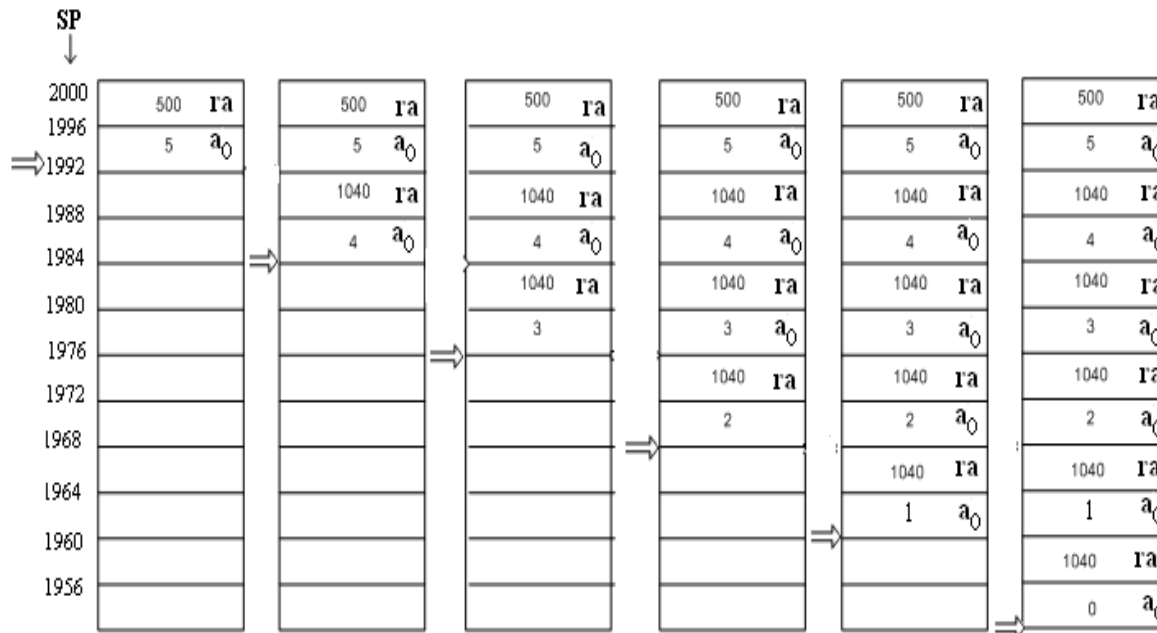 SP
2000 500 ra 500 ra 500 ra 500 ra 500 ra 500 ra
1996 5 a0 5 a0 5 a0 5 a0 5 a0 5 a0
1992 1040 ra 1040 ra 1040 ra 1040 ra 1040 ra
1988 4 a0 4 a0 4 a0 4 a0 4 a0
1984 1040 ra 1040 ra 1040 ra 1040 ra
1980 3 3 a0 3 a0 3 a0
1976 1040 ra 1040 ra 1040 ra
1972 2 2 a0 2 a0
1968 1040 ra 1040 ra
1964 1 a0 1 a0
1960 1040 ra
1956 0 a0